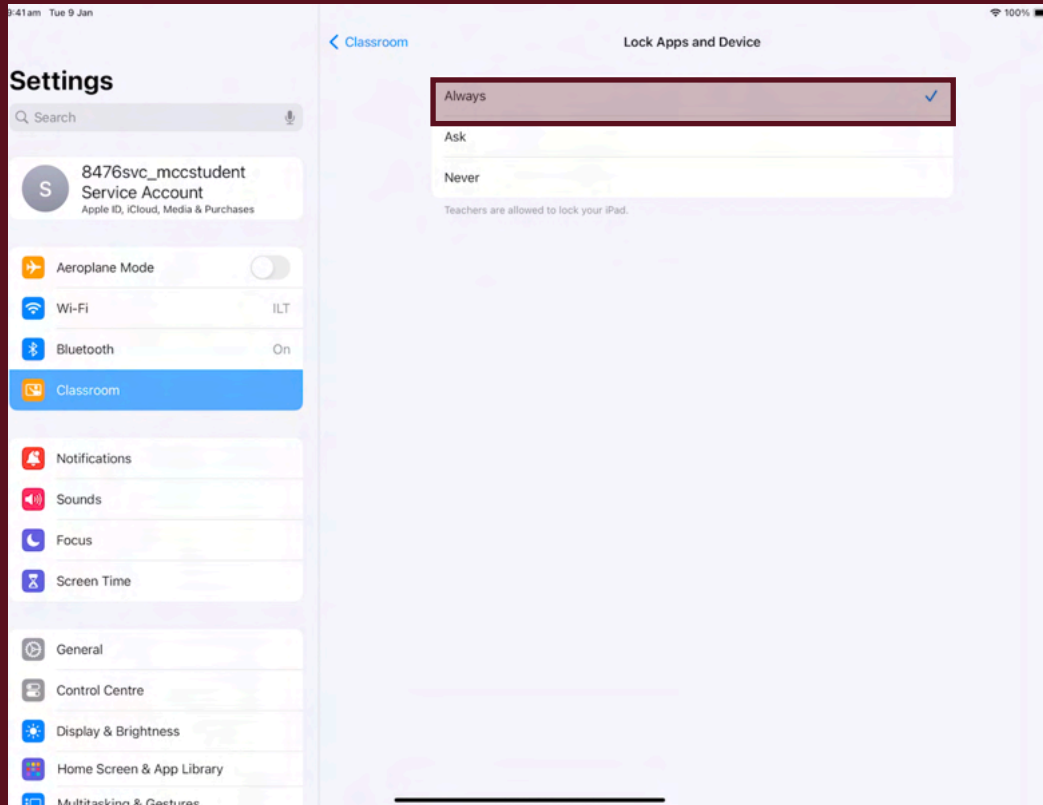 9:41 am Tue 9 Jan
100%
Settings
Search
S
8476svc_mccstudent
Service Account
Apple ID, iCloud, Media & Purchases
Aeroplane Mode
Wi-Fi ILT
Bluetooth On
Classroom
Notifications
Sounds
Focus
Screen Time
General
Control Centre
Display & Brightness
Home Screen & App Library
Multitasking & Gestures
Classroom
Lock Apps and Device
Always
Ask
Never
Teachers are allowed to lock your iPad.